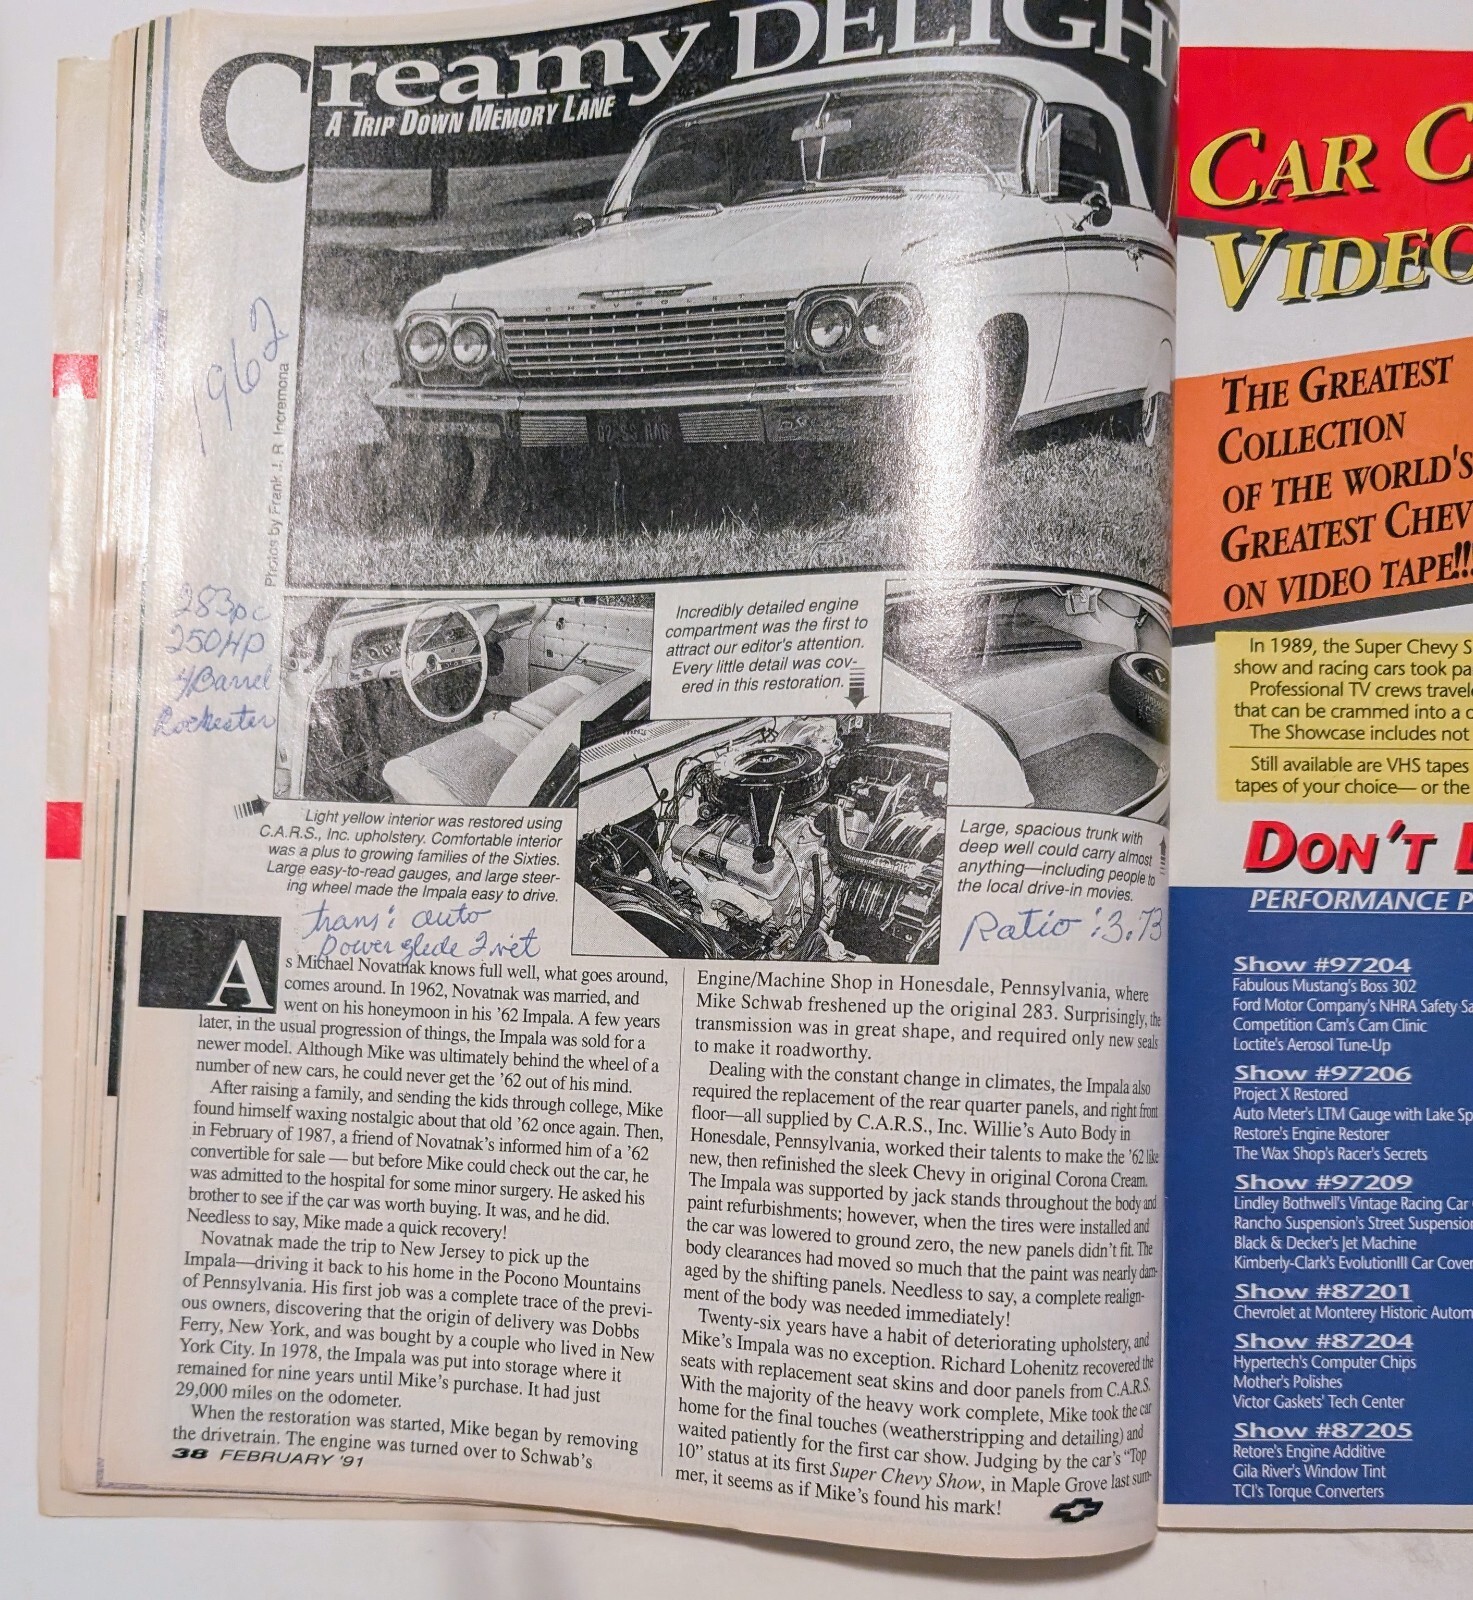 Creamy DELIGHT
A TRIP DOWN MEMORY LANE
CHEVROLET
1962
Photos by Frank J. R. Incremona
283
250HP
4Barrel
Rochester
Incredibly detailed engine
compartment was the first to
attract our editor's attention.
Every little detail was cov-
ered in this restoration.
Light yellow interior was restored using
C.A.R.S., Inc. upholstery. Comfortable interior
was a plus to growing families of the Sixties.
Large easy-to-read gauges, and large steer-
ing wheel made the Impala easy to drive.
Large, spacious trunk with
deep well could carry almost
anything—including people to
the local drive-in movies.
trans: auto
power glide
Ratio: 3.73
As Michael Novatnak knows full well, what goes around,
comes around. In 1962, Novatnak was married, and
went on his honeymoon in his '62 Impala. A few years
later, in the usual progression of things, the Impala was sold for a
newer model. Although Mike was ultimately behind the wheel of a
number of new cars, he could never get the '62 out of his mind.
After raising a family, and sending the kids through college, Mike
found himself waxing nostalgic about that old '62 once again. Then,
in February of 1987, a friend of Novatnak's informed him of a '62
convertible for sale — but before Mike could check out the car, he
was admitted to the hospital for some minor surgery. He asked his
brother to see if the car was worth buying. It was, and he did.
Needless to say, Mike made a quick recovery!
Novatnak made the trip to New Jersey to pick up the
Impala—driving it back to his home in the Pocono Mountains
of Pennsylvania. His first job was a complete trace of the previ-
ous owners, discovering that the origin of delivery was Dobbs
Ferry, New York, and was bought by a couple who lived in New
York City. In 1978, the Impala was put into storage where it
remained for nine years until Mike's purchase. It had just
29,000 miles on the odometer.
When the restoration was started, Mike began by removing
the drivetrain. The engine was turned over to Schwab's
Engine/Machine Shop in Honesdale, Pennsylvania, where
Mike Schwab freshened up the original 283. Surprisingly, the
transmission was in great shape, and required only new seals
to make it roadworthy.
Dealing with the constant change in climates, the Impala also
required the replacement of the rear quarter panels, and right front
floor—all supplied by C.A.R.S., Inc. Willie's Auto Body in
Honesdale, Pennsylvania, worked their talents to make the '62 like
new, then refinished the sleek Chevy in original Corona Cream.
The Impala was supported by jack stands throughout the body and
paint refurbishments; however, when the tires were installed and
the car was lowered to ground zero, the new panels didn't fit. The
body clearances had moved so much that the paint was nearly dam-
aged by the shifting panels. Needless to say, a complete realign-
ment of the body was needed immediately!
Twenty-six years have a habit of deteriorating upholstery, and
Mike's Impala was no exception. Richard Lohenitz recovered the
seats with replacement seat skins and door panels from C.A.R.S.
With the majority of the heavy work complete, Mike took the car
home for the final touches (weatherstripping and detailing) and
waited patiently for the first car show. Judging by the car's "Top
10" status at its first Super Chevy Show, in Maple Grove last sum-
mer, it seems as if Mike's found his mark!
38 FEBRUARY '91
CAR C
VIDEO
THE GREATEST
COLLECTION
OF THE WORLD'S
GREATEST CHEV
ON VIDEO TAPE!!!
In 1989, the Super Chevy S
show and racing cars took pa
Professional TV crews travele
that can be crammed into a c
The Showcase includes not
Still available are VHS tapes
tapes of your choice— or the
DON'T
PERFORMANCE P
Show #97204
Fabulous Mustang's Boss 302
Ford Motor Company's NHRA Safety Sa
Competition Cam's Cam Clinic
Loctite's Aerosol Tune-Up
Show #97206
Project X Restored
Auto Meter's LTM Gauge with Lake Sp
Restore's Engine Restorer
The Wax Shop's Racer's Secrets
Show #97209
Lindley Bothwell's Vintage Racing Car
Rancho Suspension's Street Suspension
Black & Decker's Jet Machine
Kimberly-Clark's EvolutionIII Car Cover
Show #87201
Chevrolet at Monterey Historic Autom
Show #87204
Hypertech's Computer Chips
Mother's Polishes
Victor Gaskets' Tech Center
Show #87205
Retore's Engine Additive
Gila River's Window Tint
TCI's Torque Converters